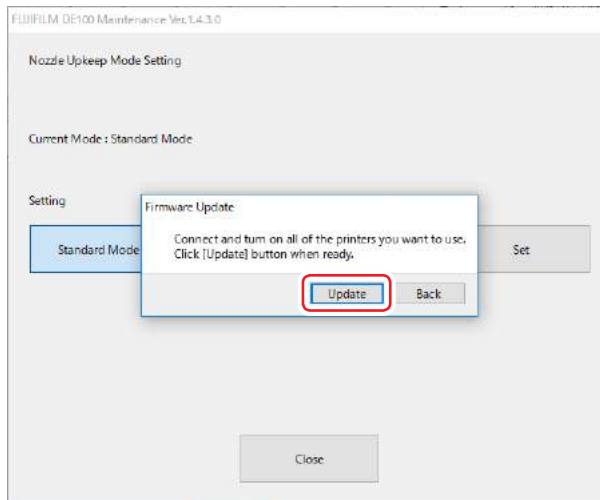 FUJIFILM DE100 Maintenance Ver.1.4.3.0
Nozzle Upkeep Mode Setting
Current Mode : Standard Mode
Setting
Firmware Update
Connect and turn on all of the printers you want to use.
Click [Update] button when ready.
Standard Mode
Set
Update
Back
Close